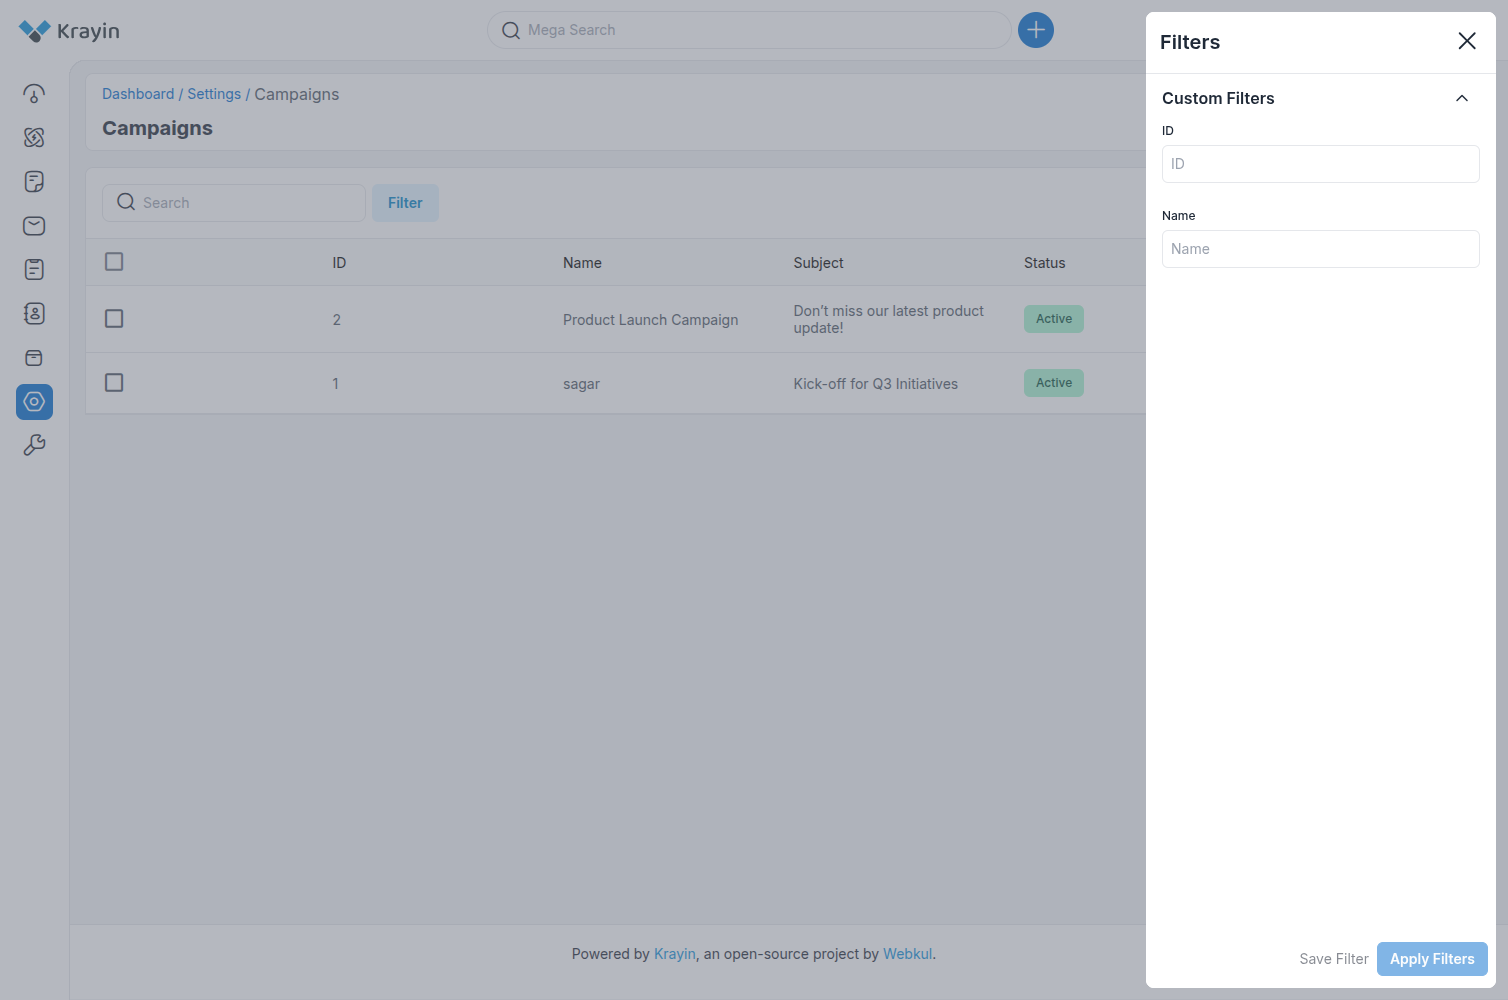 Krayin
Mega Search
Dashboard / Settings / Campaigns
Campaigns
Search
Filter
ID Name Subject Status
2 Product Launch Campaign Don’t miss our latest product update! Active
1 sagar Kick-off for Q3 Initiatives Active
Powered by Krayin, an open-source project by Webkul.
Filters
Custom Filters
ID
ID
Name
Name
Save Filter
Apply Filters